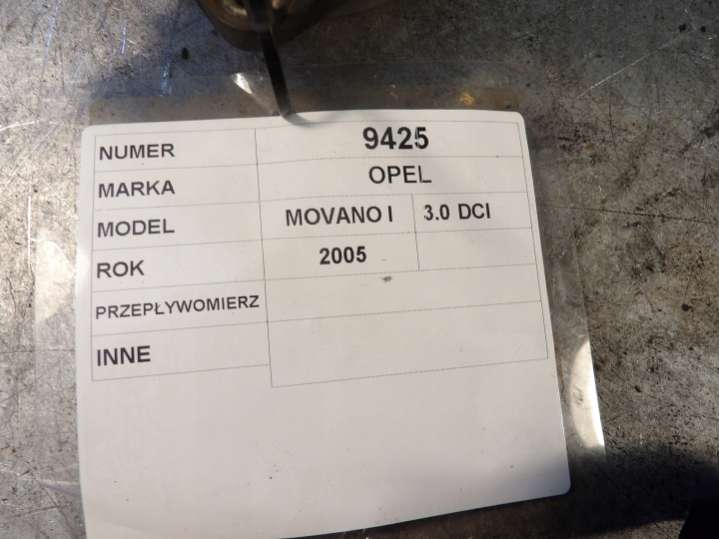 NUMER 9425
MARKA OPEL
MODEL MOVANO I 3.0 DCI
ROK 2005
PRZEPŁYWOMIERZ
INNE